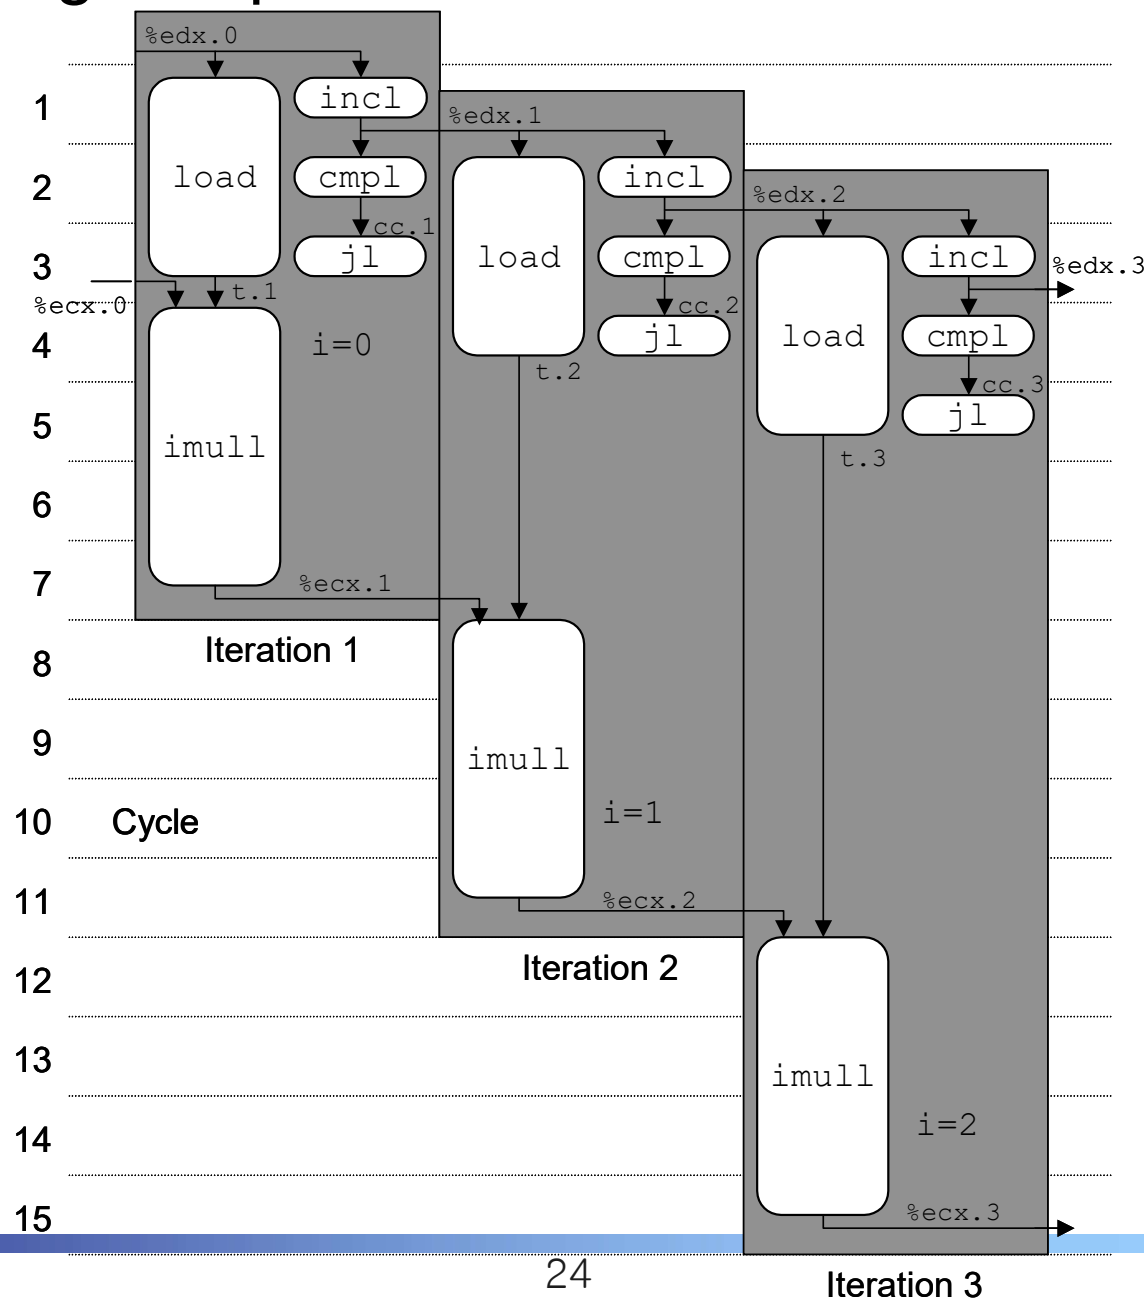 %edx.0
1
incl
%edx.1
load
2
cmpl
incl
%edx.2
load
cc.1
3
jl
cmpl
incl
%edx.3
%ecx.0
t.1
cc.2
load
4
i=0
jl
cmpl
t.2
cc.3
5
jl
imull
t.3
6
7
%ecx.1
Iteration 1
8
9
imull
10
Cycle
i=1
11
%ecx.2
Iteration 2
12
13
imull
14
i=2
15
%ecx.3
24
Iteration 3